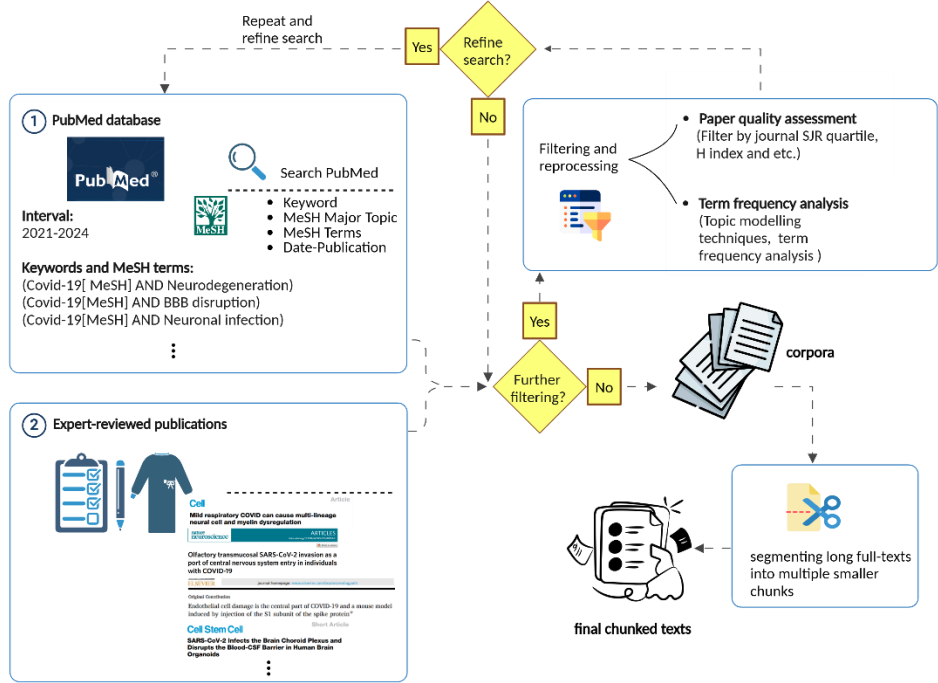 Repeat and
refine search
Yes
Refine
search?
No
1 PubMed database
PubMed®
Search PubMed
MeSH
• Keyword
• MeSH Major Topic
• MeSH Terms
• Date-Publication
Interval:
2021-2024
Keywords and MeSH terms:
(Covid-19[ MeSH] AND Neurodegeneration)
(Covid-19[MeSH] AND BBB disruption)
(Covid-19[MeSH] AND Neuronal infection)
Filtering and
reprocessing
• Paper quality assessment
(Filter by journal SJR quartile,
H index and etc.)
• Term frequency analysis
(Topic modelling
techniques, term
frequency analysis )
Yes
Further
filtering?
No
corpora
2 Expert-reviewed publications
Article
Cell
Mild respiratory COVID can cause multi-lineage
neural cell and myelin dysregulation
nature
neuroscience
ARTICLES
Olfactory transmucosal SARS-CoV-2 invasion as a
port of central nervous system entry in individuals
with COVID-19
ELSEVIER
Original Contribution
Endothelial cell damage is the central part of COVID-19 and a mouse model
induced by injection of the S1 subunit of the spike protein
Short Article
Cell Stem Cell
SARS-CoV-2 Infects the Brain Choroid Plexus and
Disrupts the Blood-CSF Barrier in Human Brain
Organoids
segmenting long full-texts
into multiple smaller
chunks
final chunked texts